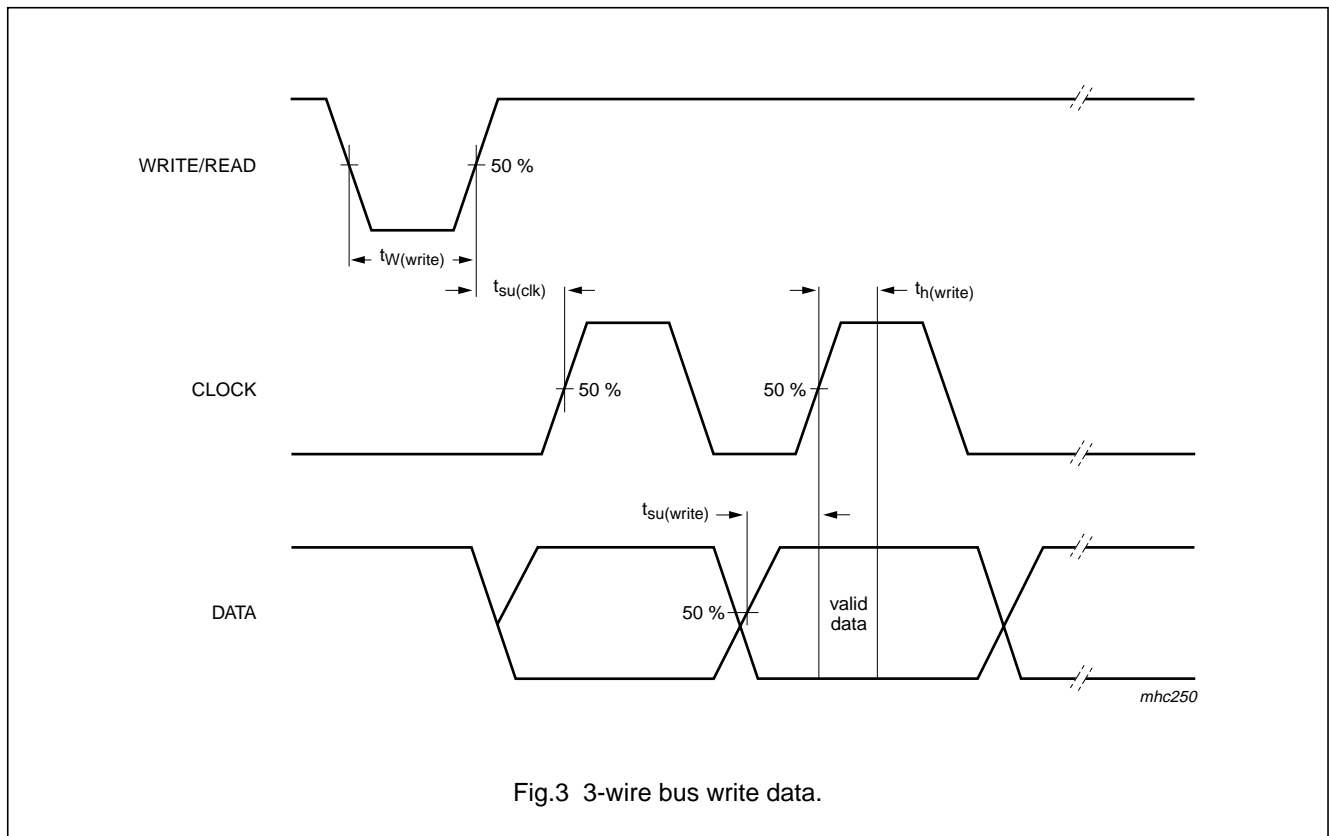 WRITE/READ
50 %
tW(write)
tsu(clk)
th(write)
CLOCK
50 %
50 %
tsu(write)
DATA
50 %
valid
data
mhc250
Fig.3 3-wire bus write data.